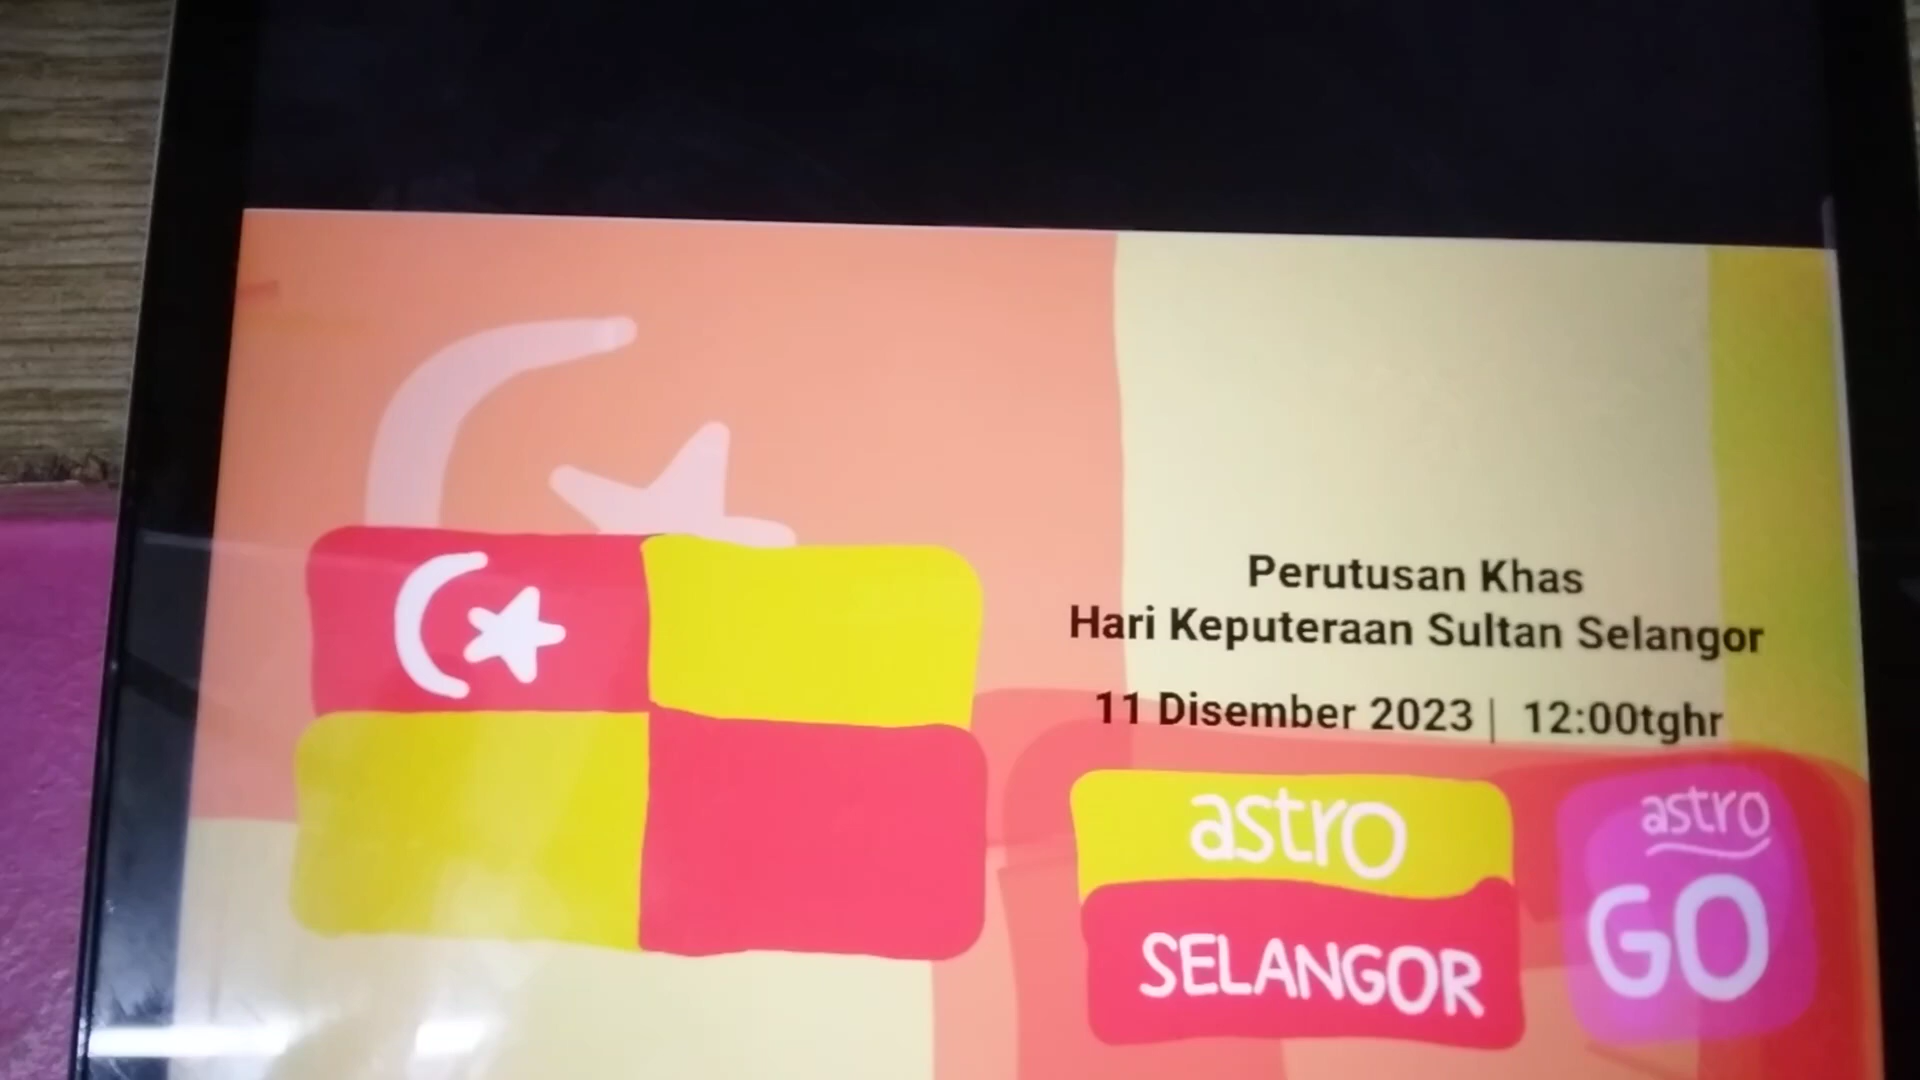 Perutusan Khas
Hari Keputeraan Sultan Selangor
11 Disember 2023 | 12:00tghr
astro
SELANGOR
astro
GO